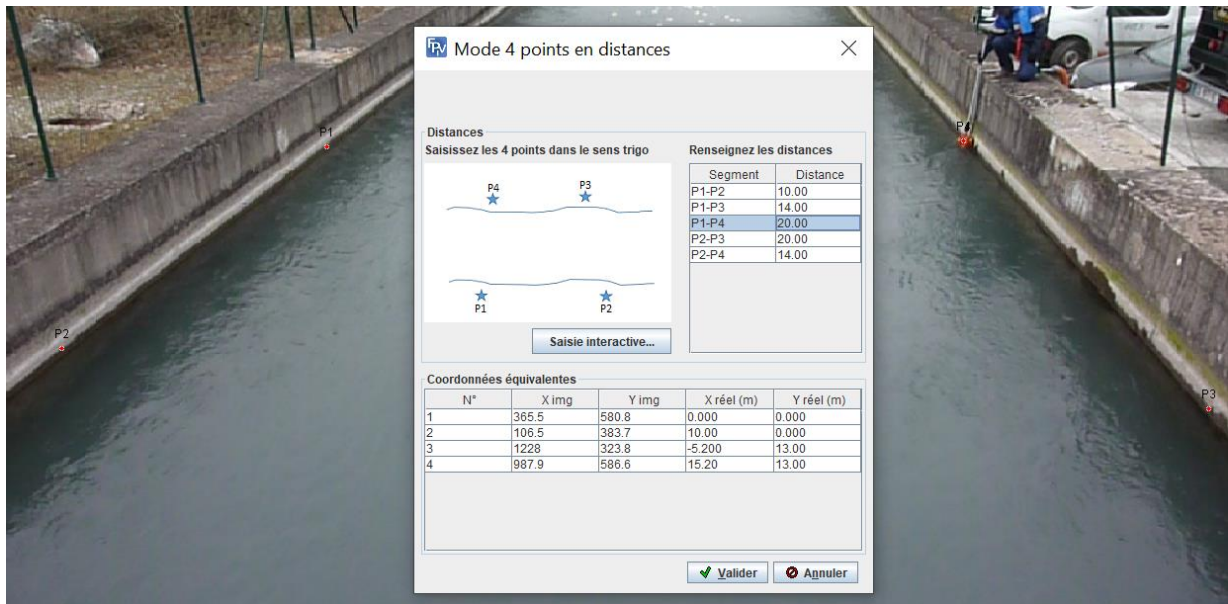 FPV Mode 4 points en distances
P1
P4
Distances
Saisissez les 4 points dans le sens trigo
Renseignez les distances
P4 P3
P1 P2
Segment Distance
P1-P2 10.00
P1-P3 14.00
P1-P4 20.00
P2-P3 20.00
P2-P4 14.00
Saisie interactive...
P2
P3
Coordonnées équivalentes
N° X img Y img X réel (m) Y réel (m)
1 365.5 580.8 0.000 0.000
2 106.5 383.7 10.00 0.000
3 1228 323.8 -5.200 13.00
4 987.9 586.6 15.20 13.00
Valider Annuler